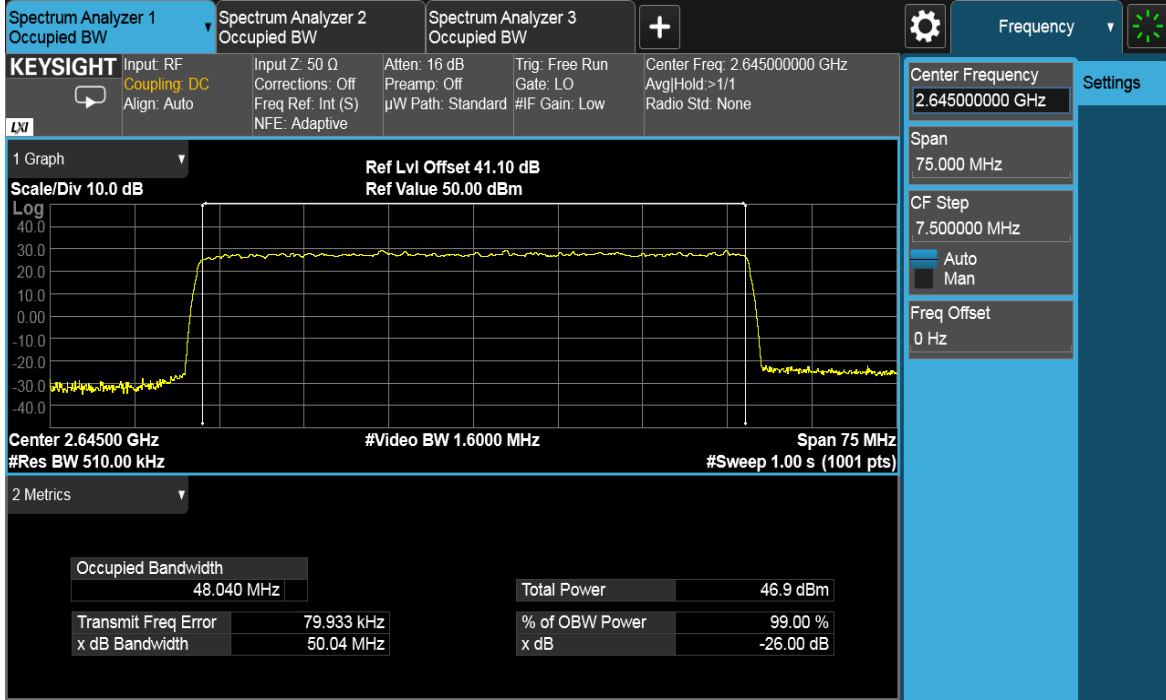 Spectrum Analyzer 1
Occupied BW
Spectrum Analyzer 2
Occupied BW
Spectrum Analyzer 3
Occupied BW
Frequency
KEYSIGHT
LXI
Input: RF
Coupling: DC
Align: Auto
Input Z: 50 Ω
Corrections: Off
Freq Ref: Int (S)
NFE: Adaptive
Atten: 16 dB
Preamp: Off
µW Path: Standard
Trig: Free Run
Gate: LO
#IF Gain: Low
Center Freq: 2.645000000 GHz
Avg|Hold:>1/1
Radio Std: None
1 Graph
Scale/Div 10.0 dB
Ref Lvl Offset 41.10 dB
Ref Value 50.00 dBm
Log
40.0
30.0
20.0
10.0
0.00
-10.0
-20.0
-30.0
-40.0
Center 2.64500 GHz
#Video BW 1.6000 MHz
Span 75 MHz
#Res BW 510.00 kHz
#Sweep 1.00 s (1001 pts)
2 Metrics
Occupied Bandwidth
48.040 MHz
Total Power 46.9 dBm
Transmit Freq Error 79.933 kHz
% of OBW Power 99.00 %
x dB Bandwidth 50.04 MHz
x dB -26.00 dB
Center Frequency
2.645000000 GHz
Span
75.000 MHz
CF Step
7.500000 MHz
Auto
Man
Freq Offset
0 Hz
Settings